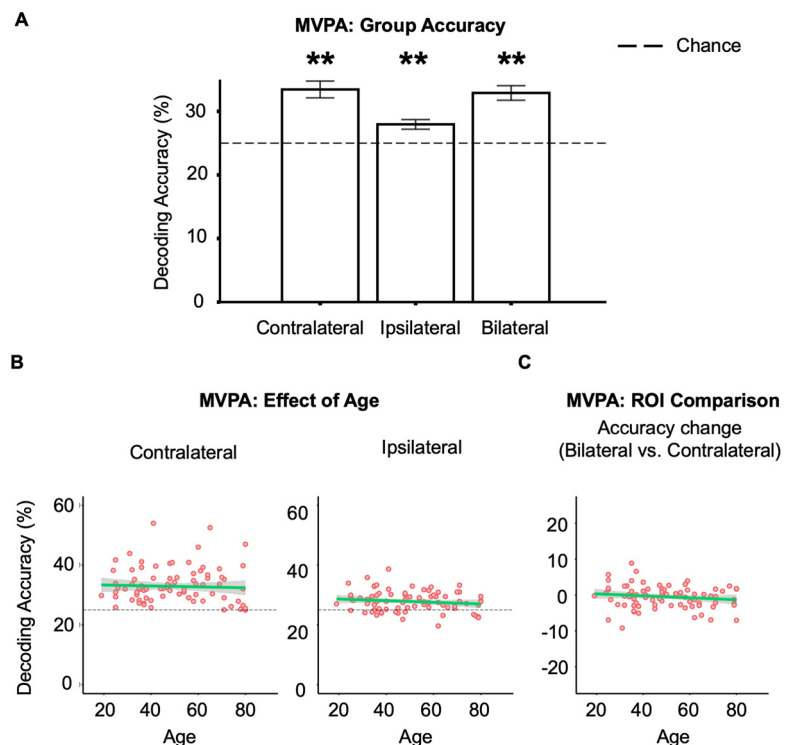 A
MVPA: Group Accuracy
** ** **
Chance
Decoding Accuracy (%)
30
20
10
0
Contralateral Ipsilateral Bilateral
B
MVPA: Effect of Age
Contralateral
Ipsilateral
Decoding Accuracy (%)
60
40
20
0
20 40 60 80
Age
60
40
20
0
20 40 60 80
Age
C
MVPA: ROI Comparison
Accuracy change
(Bilateral vs. Contralateral)
20
10
0
-10
-20
20 40 60 80
Age